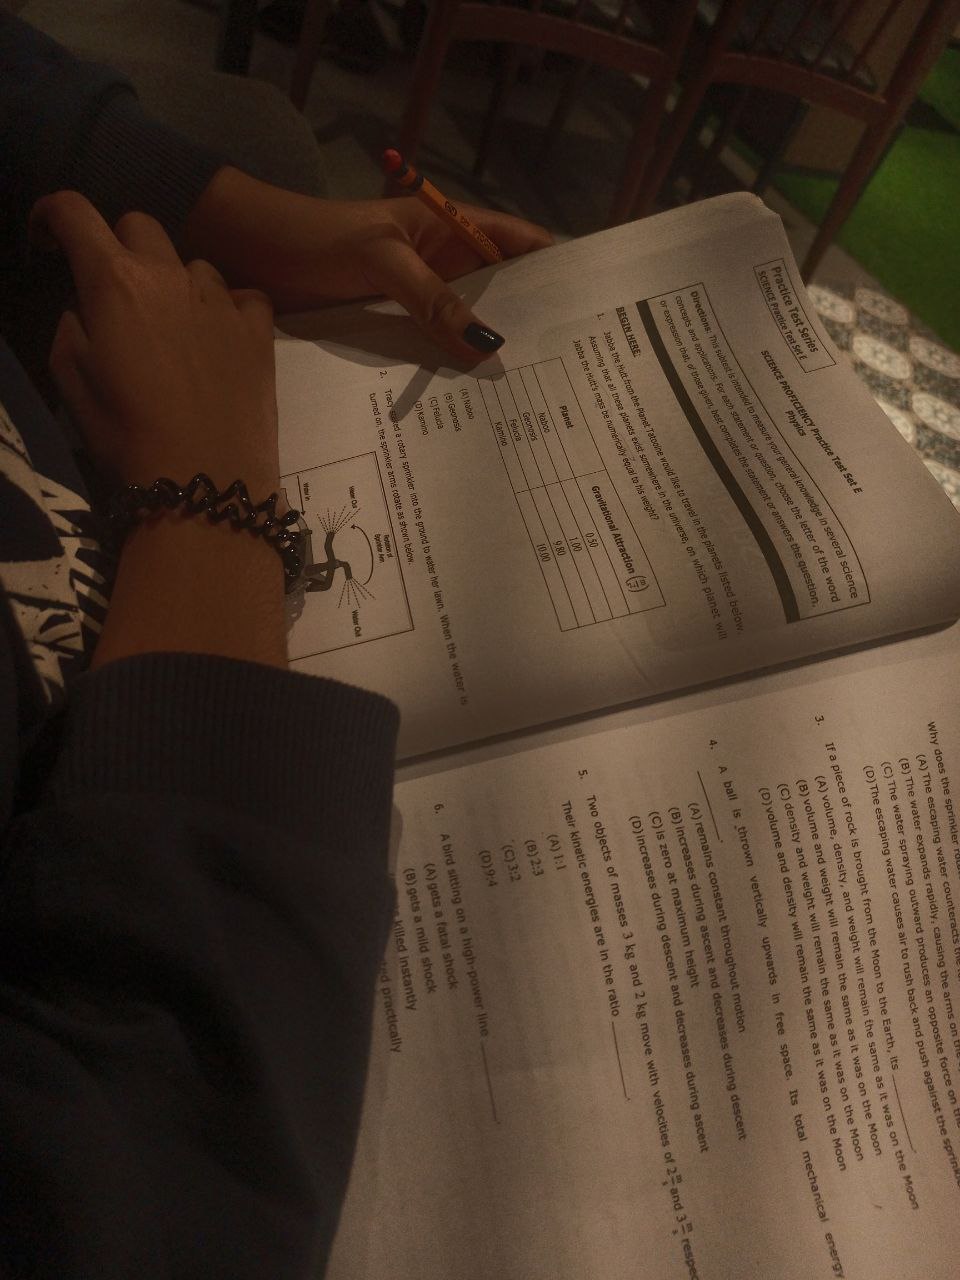 Practice Test Series
SCIENCE Practice Test Set E
SCIENCE PROFICIENCY Practice Test Set E
Physics
Directions: This subtest is intended to measure your general knowledge in several science
concepts and applications. For each statement or question, choose the letter of the word
or expression that, of those given, best completes the statement or answers the question.
BEGIN HERE:
1. Jabba the Hutt from the Planet Tatooine would like to travel in the planets listed below.
Assuming that all these planets exist somewhere in the universe, on which planet will
Jabba the Hutt's mass be numerically equal to his weight?
Planet Gravitational Attraction
Naboo 0.50
Geonosis 1.00
Felucia 9.80
Kamino 10.00
(A) Naboo
(B) Geonosis
(C) Felucia
(D) Kamino
2. Tracy a rotary sprinkler into the ground to water her lawn. When the water is
turned on, the sprinkler arms rotate as shown below.
Rotation of
Sprinkler Arm
Water Out
Water Out
Water In
Why does the sprinkler
(A) The escaping water counteracts the
(B) The water expands rapidly, causing the arms on the
(C) The water spraying outward produces an opposite force on the
(D) The escaping water causes air to rush back and push against the
3. If a piece of rock is brought from the Moon to the Earth, its ________.
(A) volume, density, and weight will remain the same as it was on the Moon
(B) volume and weight will remain the same as it was on the Moon
(C) density and weight will remain the same as it was on the Moon
(D) volume and density will remain the same as it was on the Moon
4. A ball is thrown vertically upwards in free space. Its total mechanical energy
________.
(A) remains constant throughout motion
(B) increases during ascent and decreases during descent
(C) is zero at maximum height
(D) increases during descent and decreases during ascent
5. Two objects of masses 3 kg and 2 kg move with velocities of 2 m/s and 3 m/s
Their kinetic energies are in the ratio ________.
(A) 1:1
(B) 2:3
(C) 3:2
(D) 9:4
6. A bird sitting on a high-power line ________.
(A) gets a fatal shock
(B) gets a mild shock
killed instantly
practically